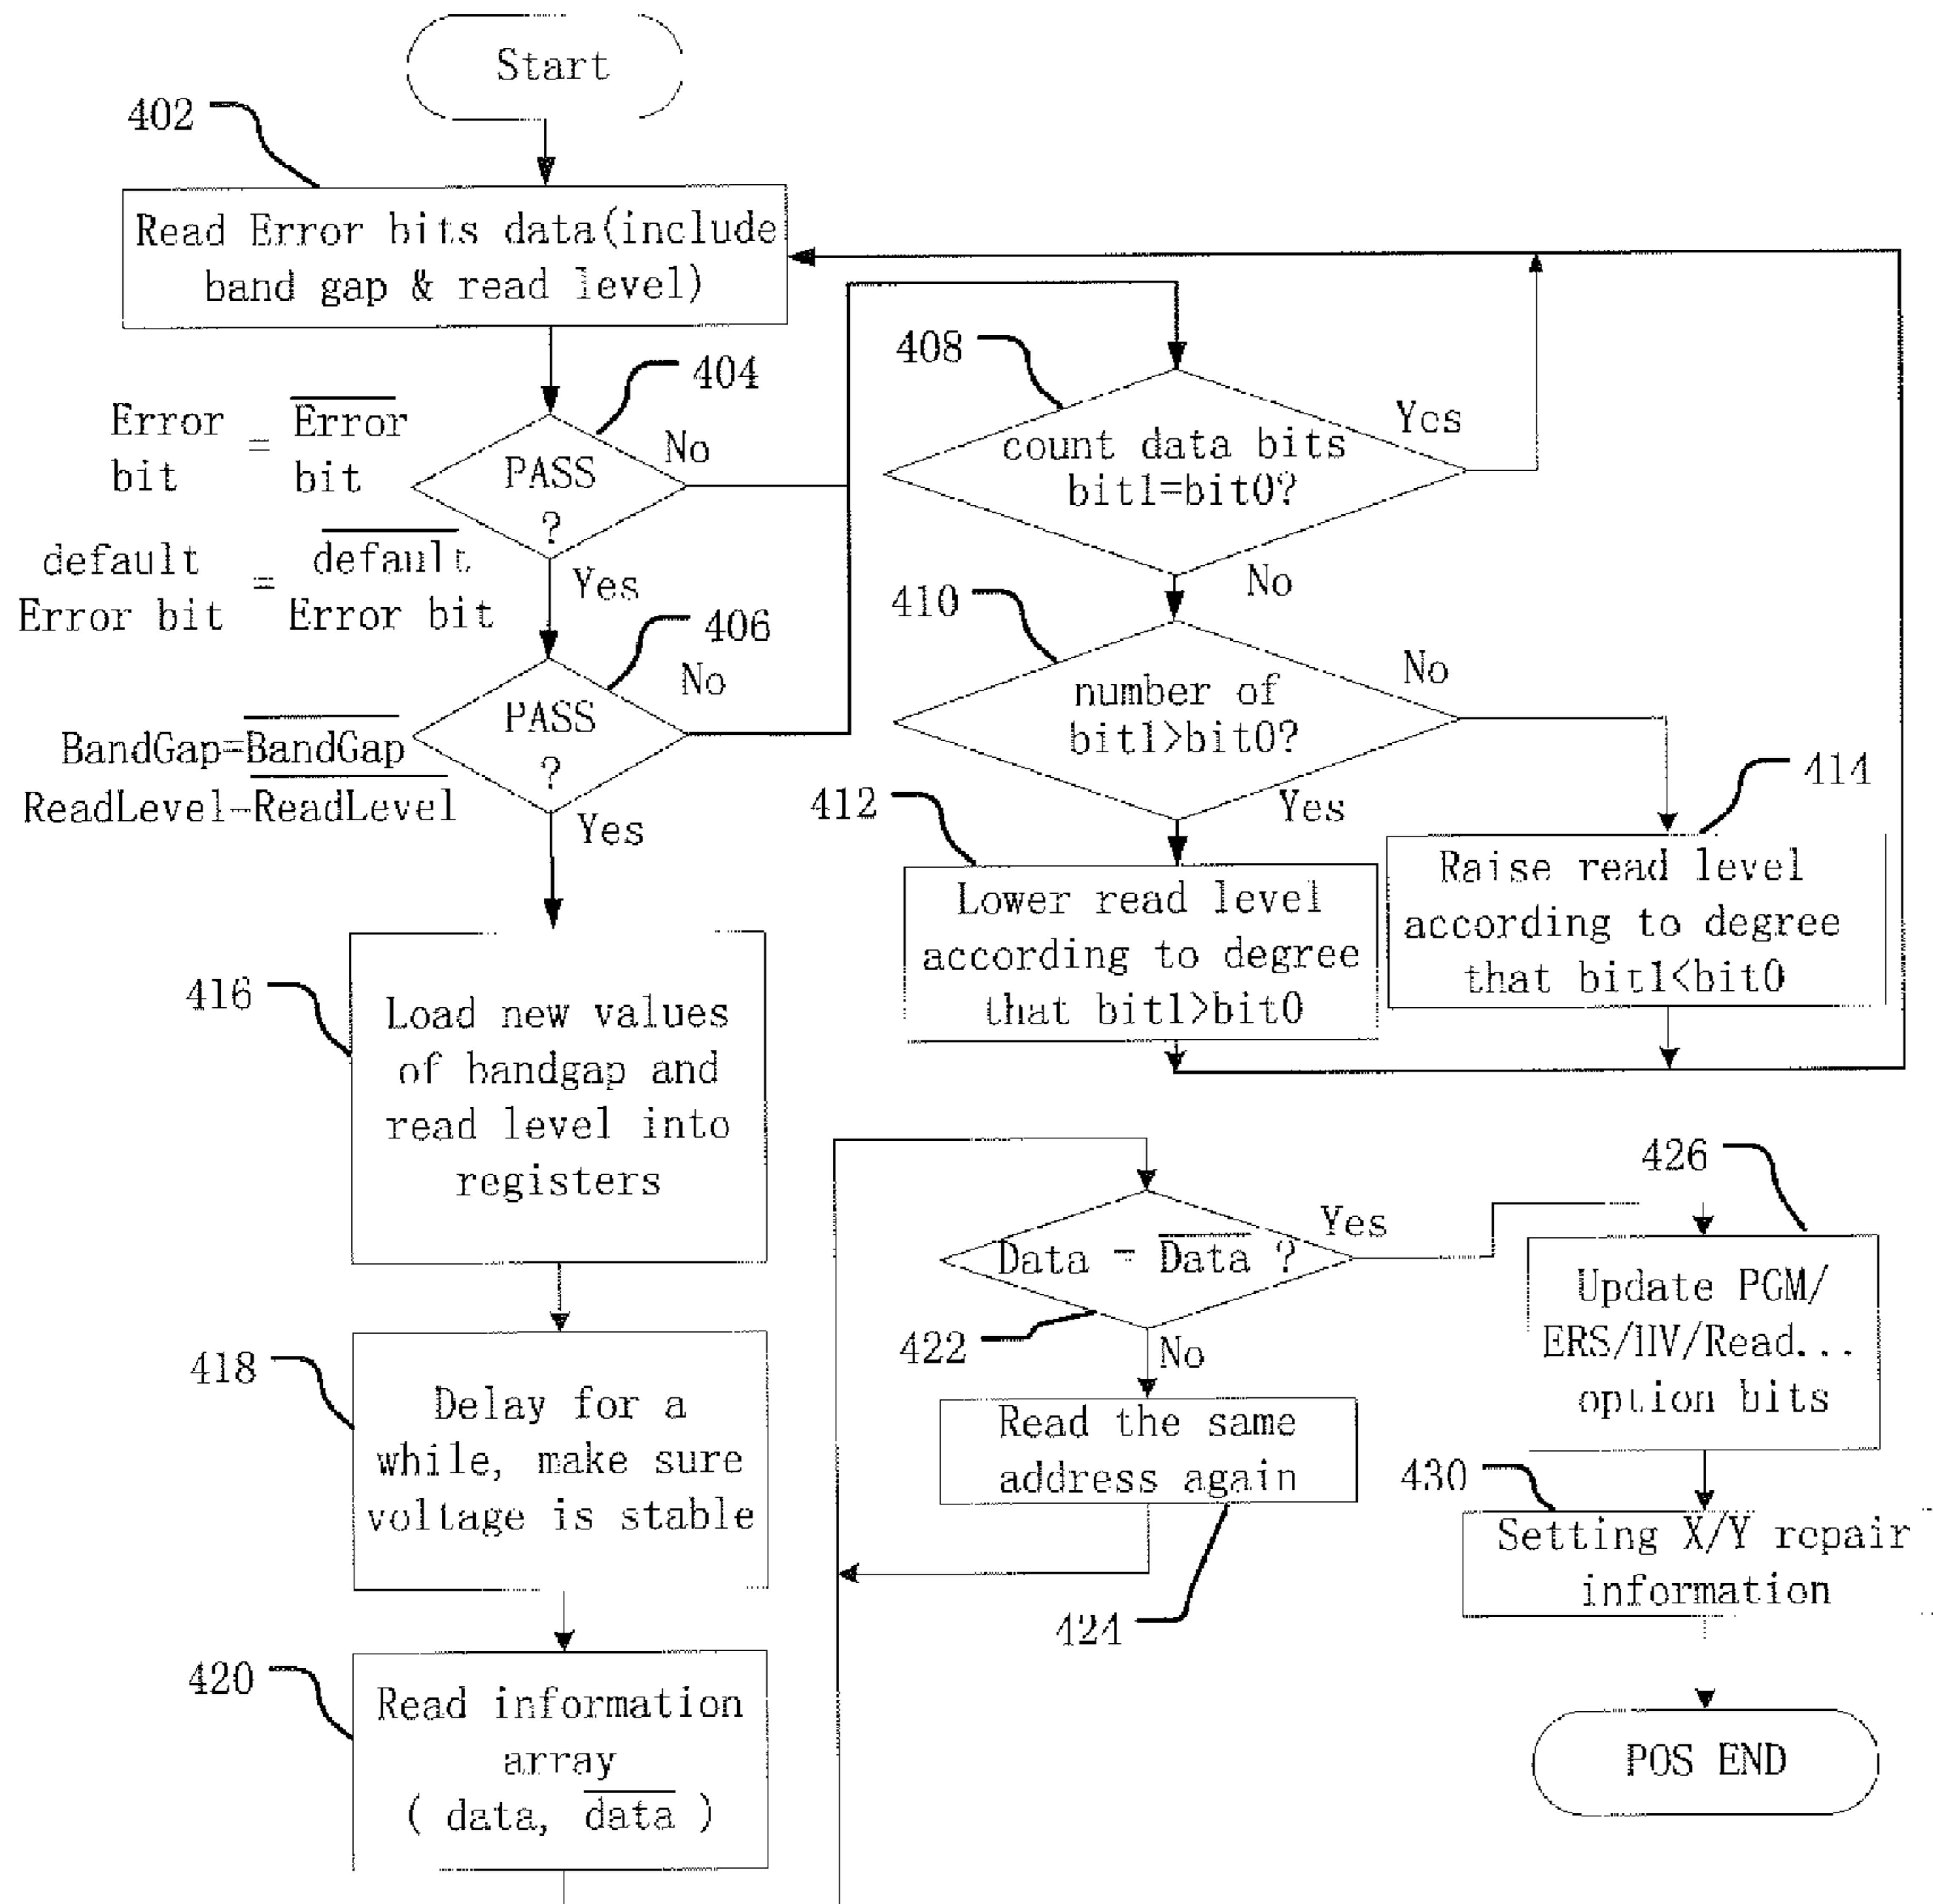 Start
402
Read Error bits data(include
band gap & read level)
404
Error bit = Error bit
PASS
?
No
Yes
default Error bit = default Error bit
406
BandGap=BandGap
ReadLevel=ReadLevel
PASS
?
No
Yes
408
count data bits
bit1=bit0?
Yes
No
410
number of
bit1>bit0?
No
Yes
412
Lower read level
according to degree
that bit1>bit0
414
Raise read level
according to degree
that bit1<bit0
416
Load new values
of bandgap and
read level into
registers
418
Delay for a
while, make sure
voltage is stable
420
Read information
array
( data, data )
422
Data = Data ?
Yes
No
Read the same
address again
424
426
Update PGM/
ERS/HV/Read...
option bits
430
Setting X/Y repair
information
POS END